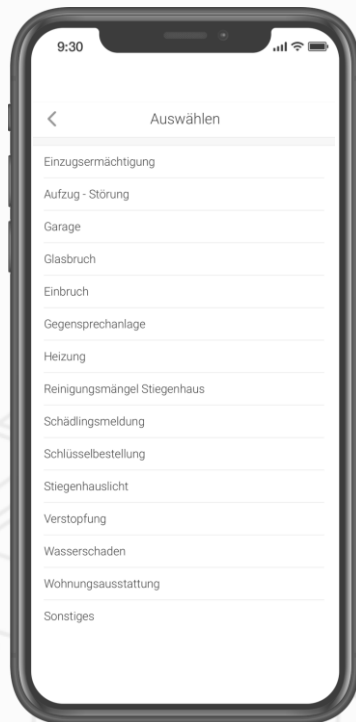 9:30
Auswählen
Einzugsermächtigung
Aufzug - Störung
Garage
Glasbruch
Einbruch
Gegensprechanlage
Heizung
Reinigungsmängel Stiegenhaus
Schädlingsmeldung
Schlüsselbestellung
Stiegenhauslicht
Verstopfung
Wasserschaden
Wohnungsausstattung
Sonstiges